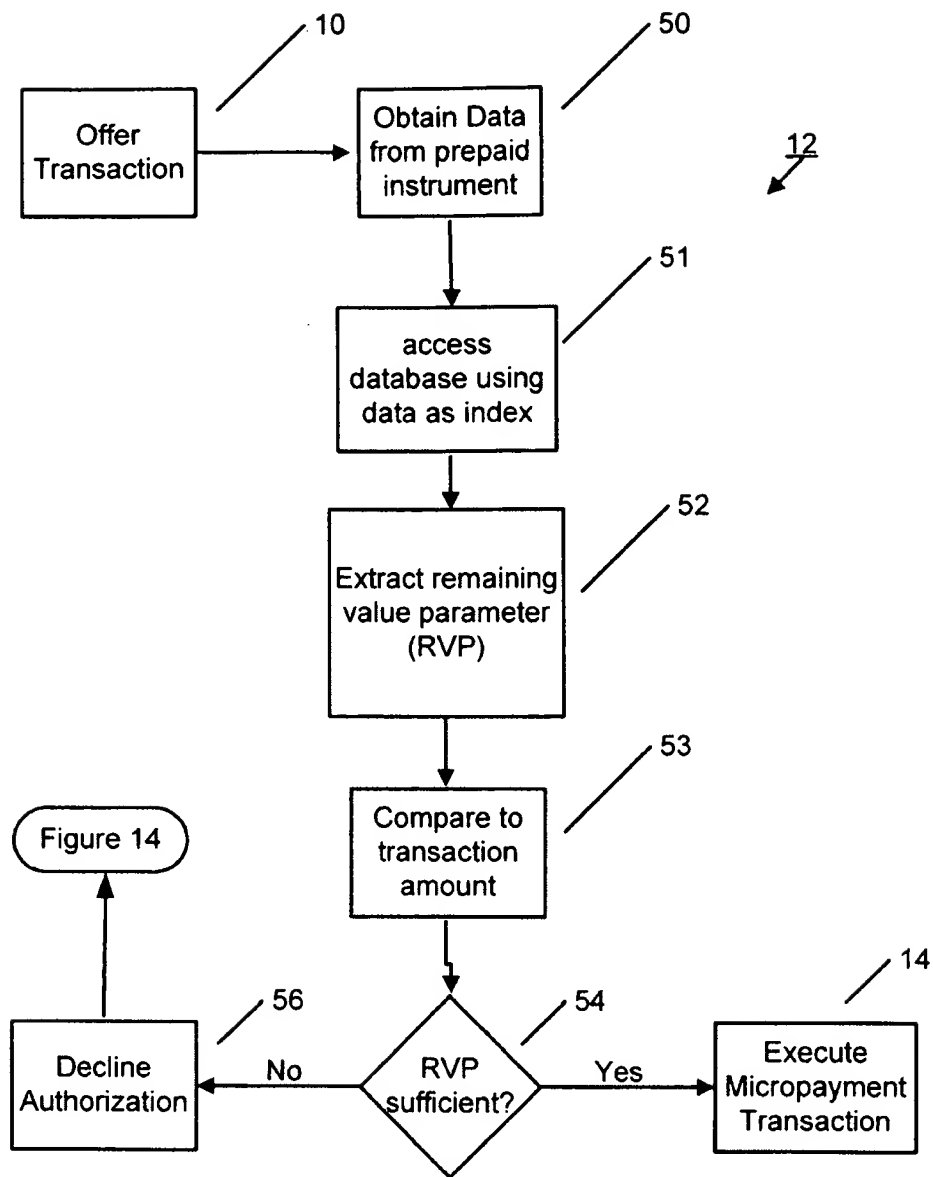 10
50
Offer
Transaction
Obtain Data
from prepaid
instrument
12
51
access
database using
data as index
52
Extract remaining
value parameter
(RVP)
53
Compare to
transaction
amount
Figure 14
54
RVP
sufficient?
No
Yes
56
Decline
Authorization
14
Execute
Micropayment
Transaction